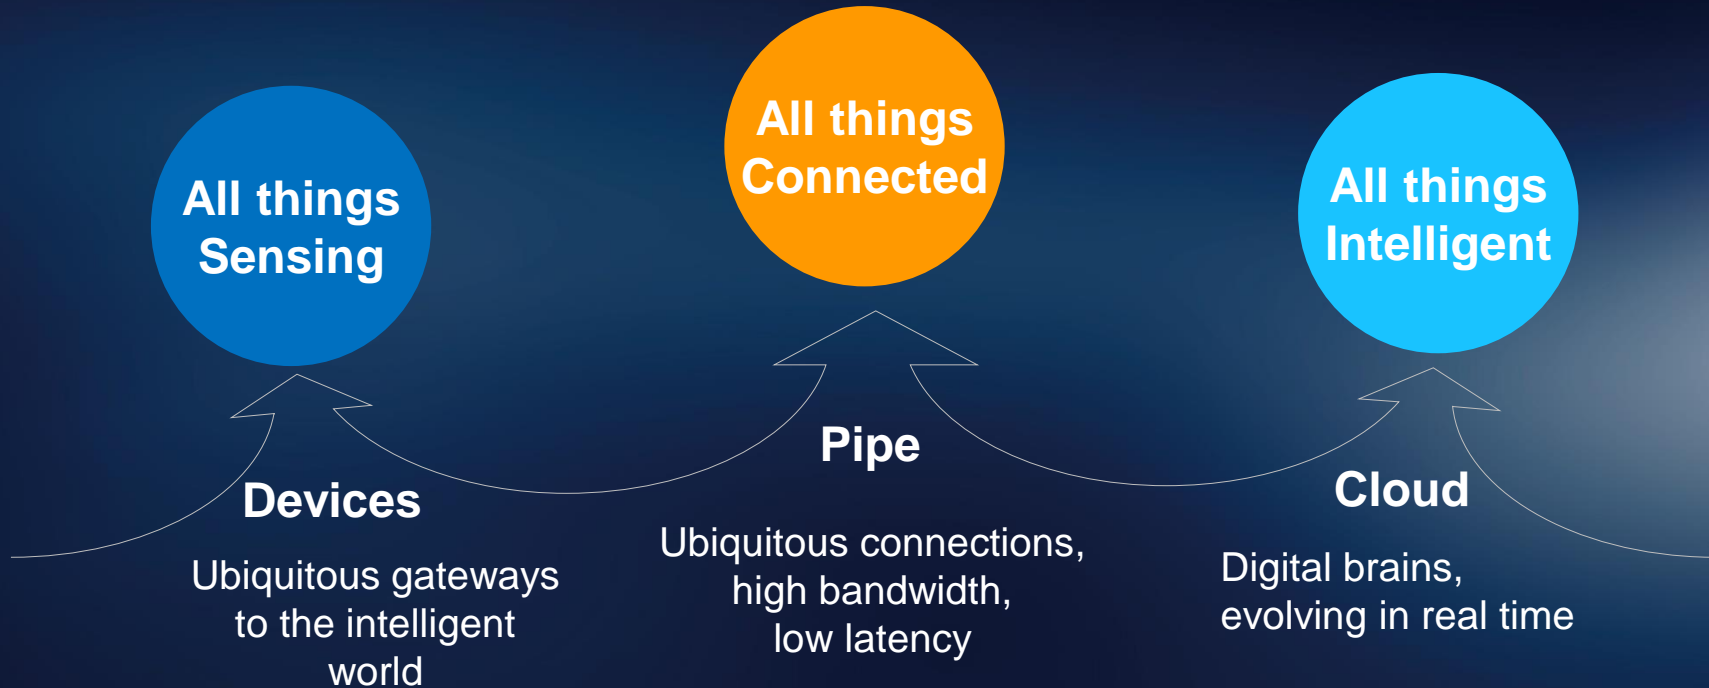 All things
Sensing
Devices
Ubiquitous gateways
to the intelligent
world
All things
Connected
Pipe
Ubiquitous connections,
high bandwidth,
low latency
All things
Intelligent
Cloud
Digital brains,
evolving in real time